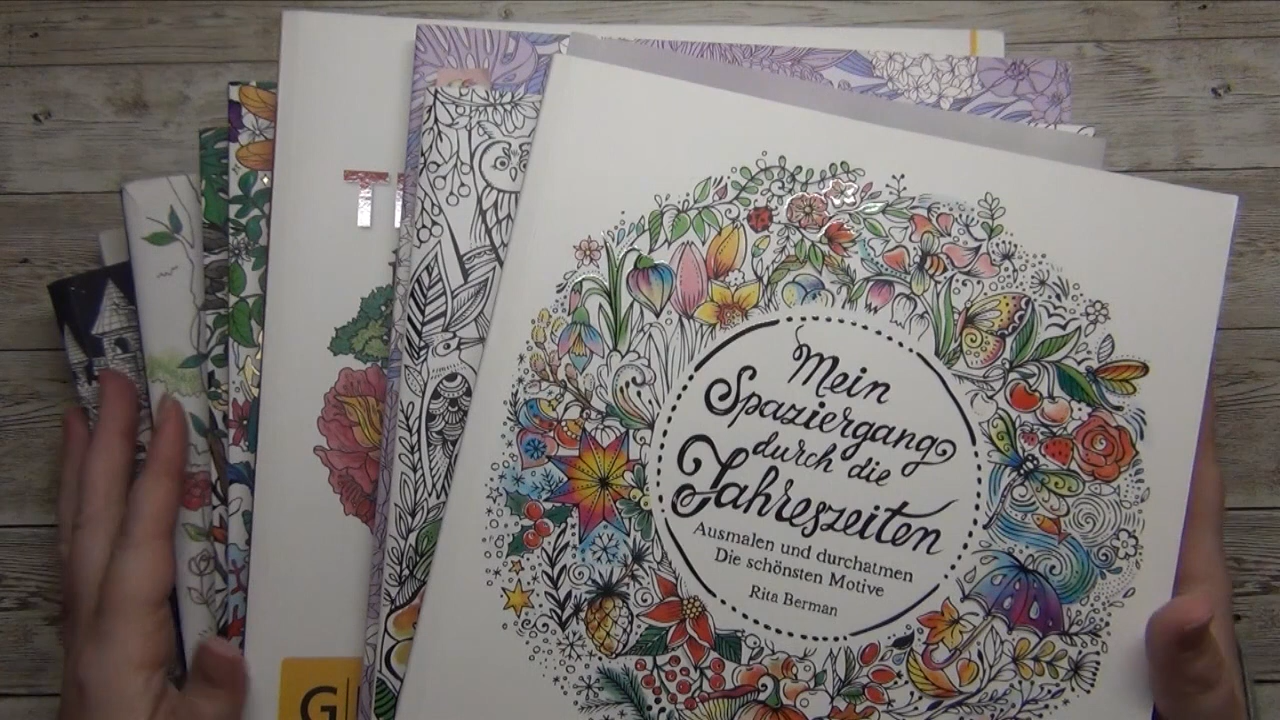 Mein
Spaziergang
durch die
Jahreszeiten
Ausmalen und durchatmen
Die schönsten Motive
Rita Berman
G